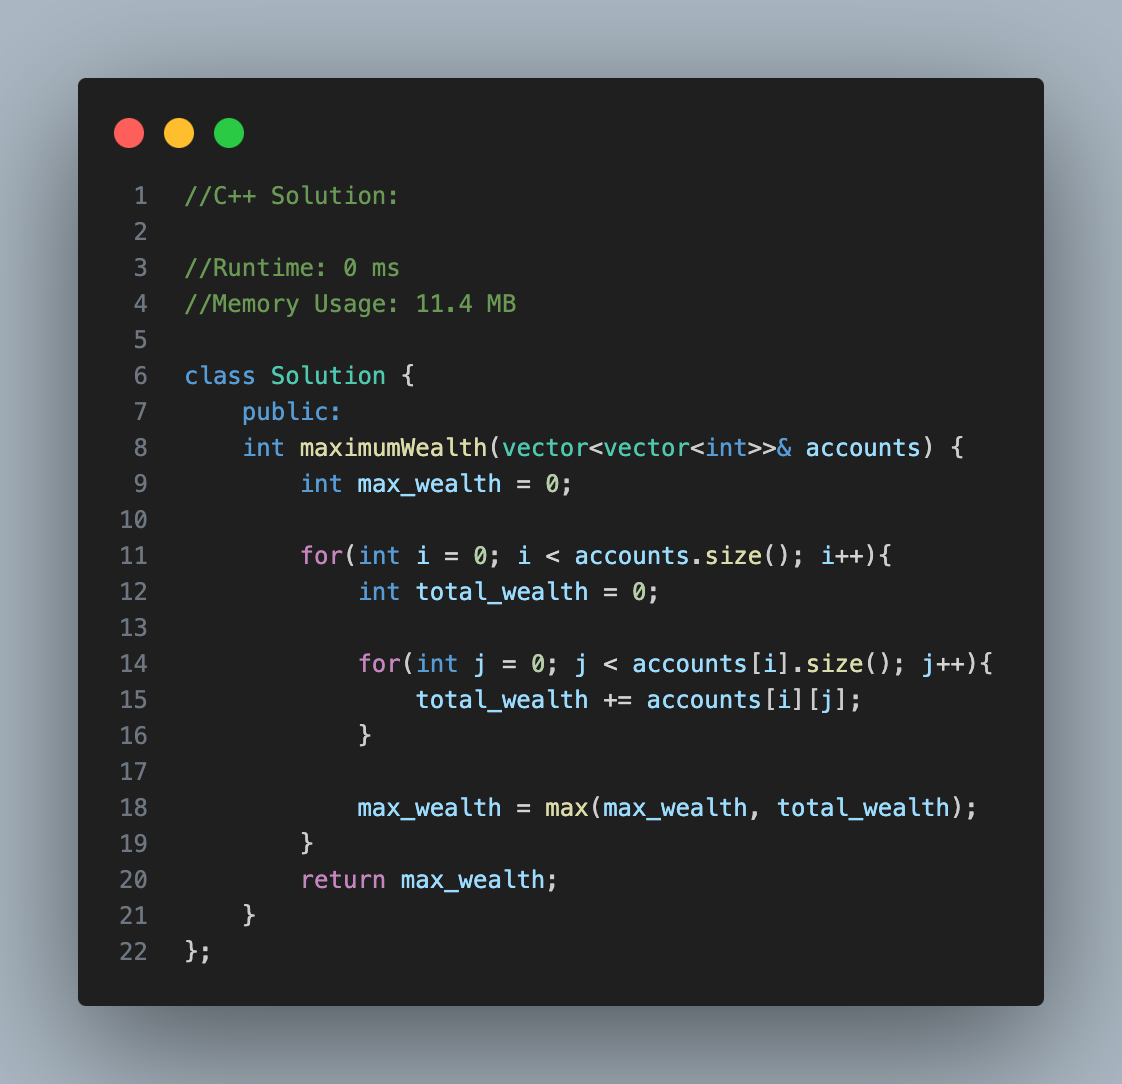 1 //C++ Solution:
2
3 //Runtime: 0 ms
4 //Memory Usage: 11.4 MB
5
6 class Solution {
7     public:
8     int maximumWealth(vector<vector<int>>& accounts) {
9         int max_wealth = 0;
10
11         for(int i = 0; i < accounts.size(); i++){
12             int total_wealth = 0;
13
14             for(int j = 0; j < accounts[i].size(); j++){
15                 total_wealth += accounts[i][j];
16             }
17
18             max_wealth = max(max_wealth, total_wealth);
19         }
20         return max_wealth;
21     }
22 };